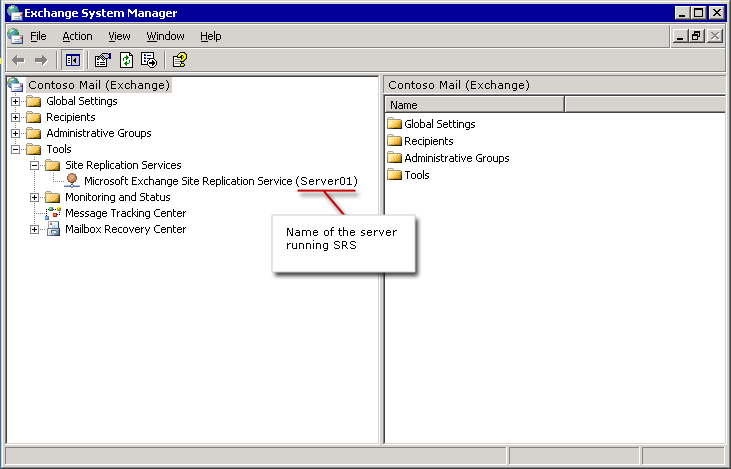 Exchange System Manager
File Action View Window Help
Contoso Mail (Exchange)
Global Settings
Recipients
Administrative Groups
Tools
Site Replication Services
Microsoft Exchange Site Replication Service (Server01)
Monitoring and Status
Message Tracking Center
Mailbox Recovery Center
Name of the server
running SRS
Contoso Mail (Exchange)
Name
Global Settings
Recipients
Administrative Groups
Tools